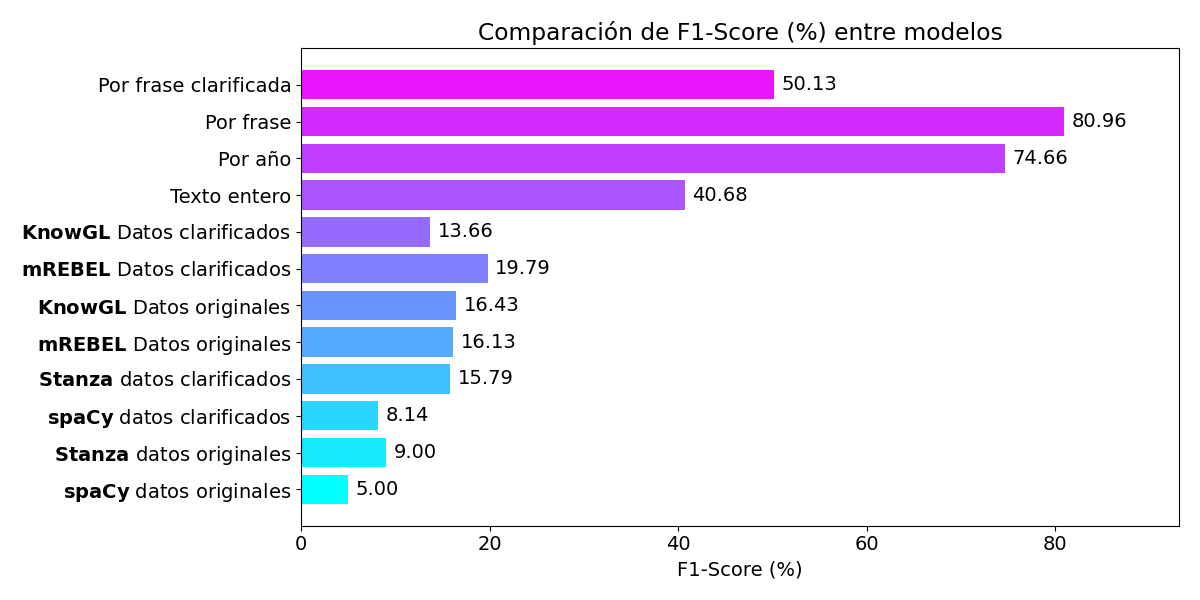 Comparación de F1-Score (%) entre modelos
Por frase clarificada 50.13
Por frase 80.96
Por año 74.66
Texto entero 40.68
KnowGL Datos clarificados 13.66
mREBEL Datos clarificados 19.79
KnowGL Datos originales 16.43
mREBEL Datos originales 16.13
Stanza datos clarificados 15.79
spaCy datos clarificados 8.14
Stanza datos originales 9.00
spaCy datos originales 5.00
0 20 40 60 80
F1-Score (%)